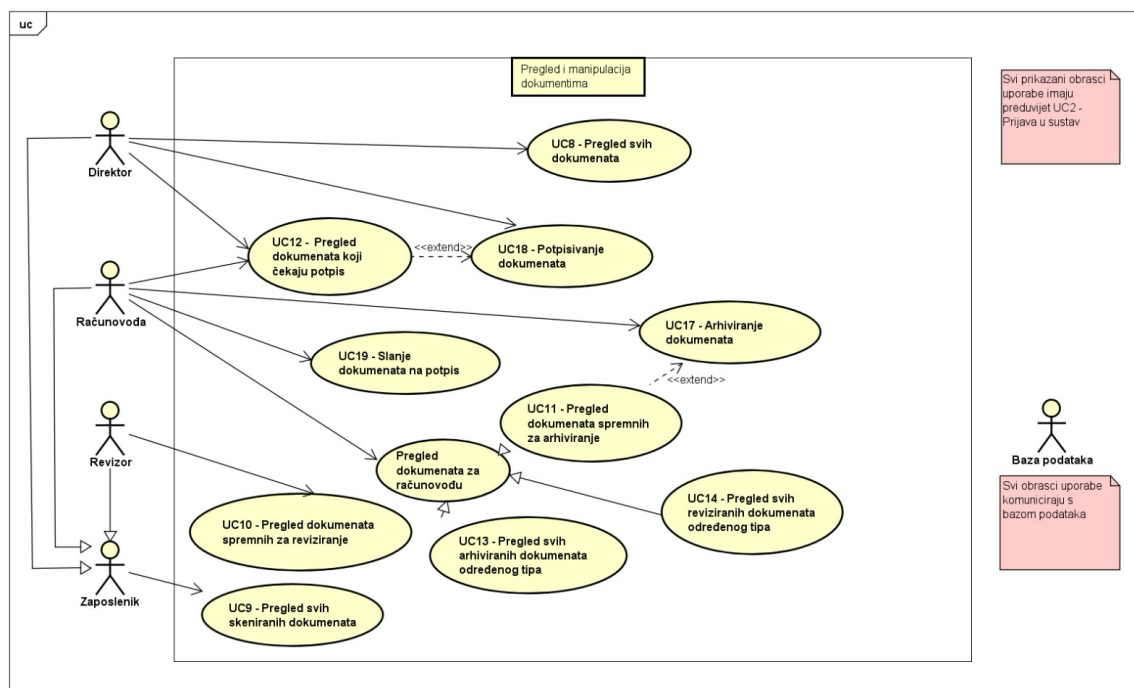 uc
Pregled i manipulacija
dokumentima
Svi prikazani obrasci
uporabe imaju
preduvijet UC2 -
Prijava u sustav
Direktor
UC8 - Pregled svih
dokumenata
UC12 - Pregled
dokumenata koji
čekaju potpis
<<extend>>
UC18 - Potpisivanje
dokumenata
Računovođa
UC17 - Arhiviranje
dokumenata
UC19 - Slanje
dokumenata na potpis
<<extend>>
UC11 - Pregled
dokumenata spremnih
za arhiviranje
Revizor
Pregled
dokumenata za
računovođu
Baza podataka
Svi obrasci uporabe
komuniciraju s
bazom podataka
UC14 - Pregled svih
reviziranih dokumenata
određenog tipa
UC10 - Pregled dokumenata
spremnih za reviziranje
UC13 - Pregled svih
arhiviranih dokumenata
određenog tipa
Zaposlenik
UC9 - Pregled svih
skeniranih dokumenata